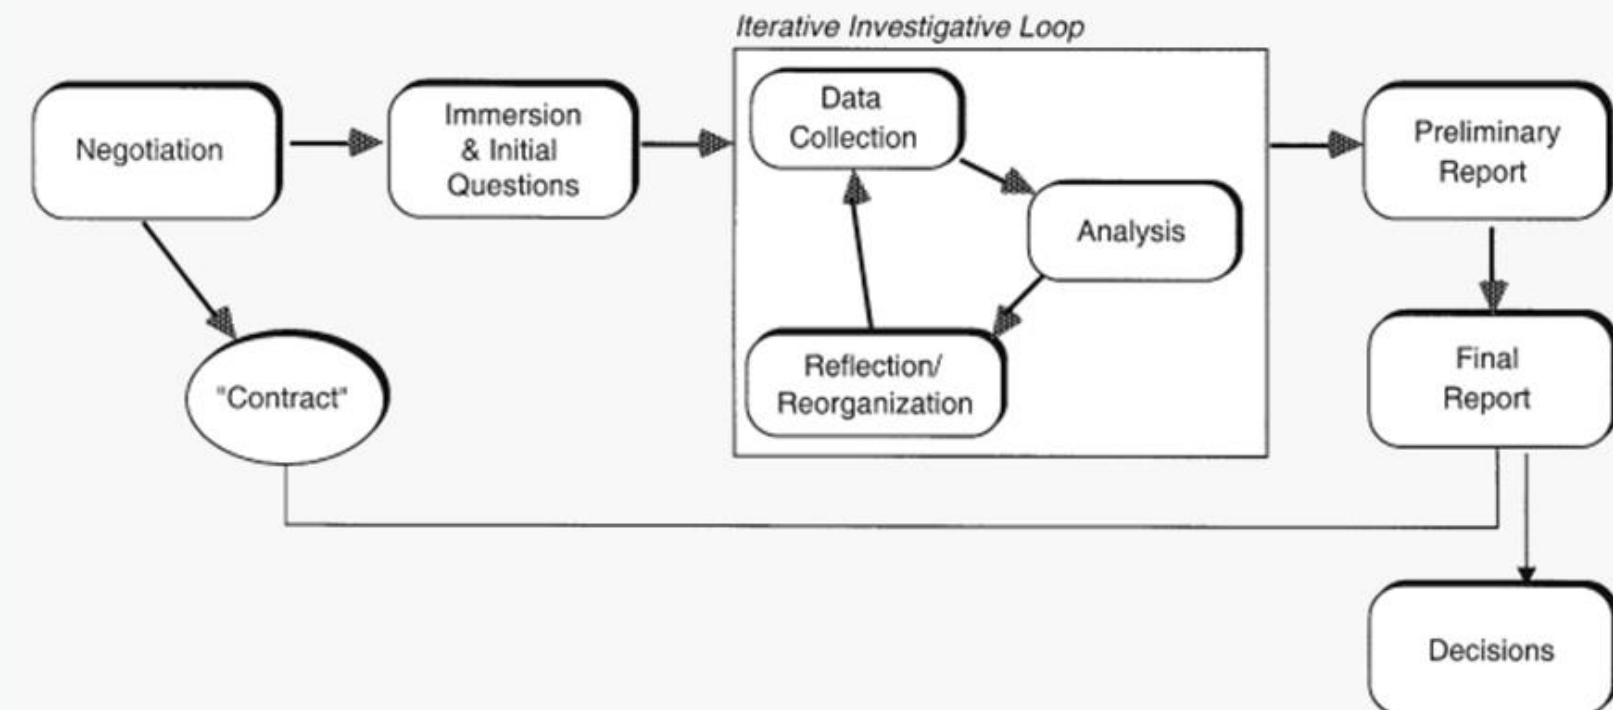 Iterative Investigative Loop
Negotiation
Immersion
& Initial
Questions
Data
Collection
Analysis
Reflection/
Reorganization
Preliminary
Report
"Contract"
Final
Report
Decisions